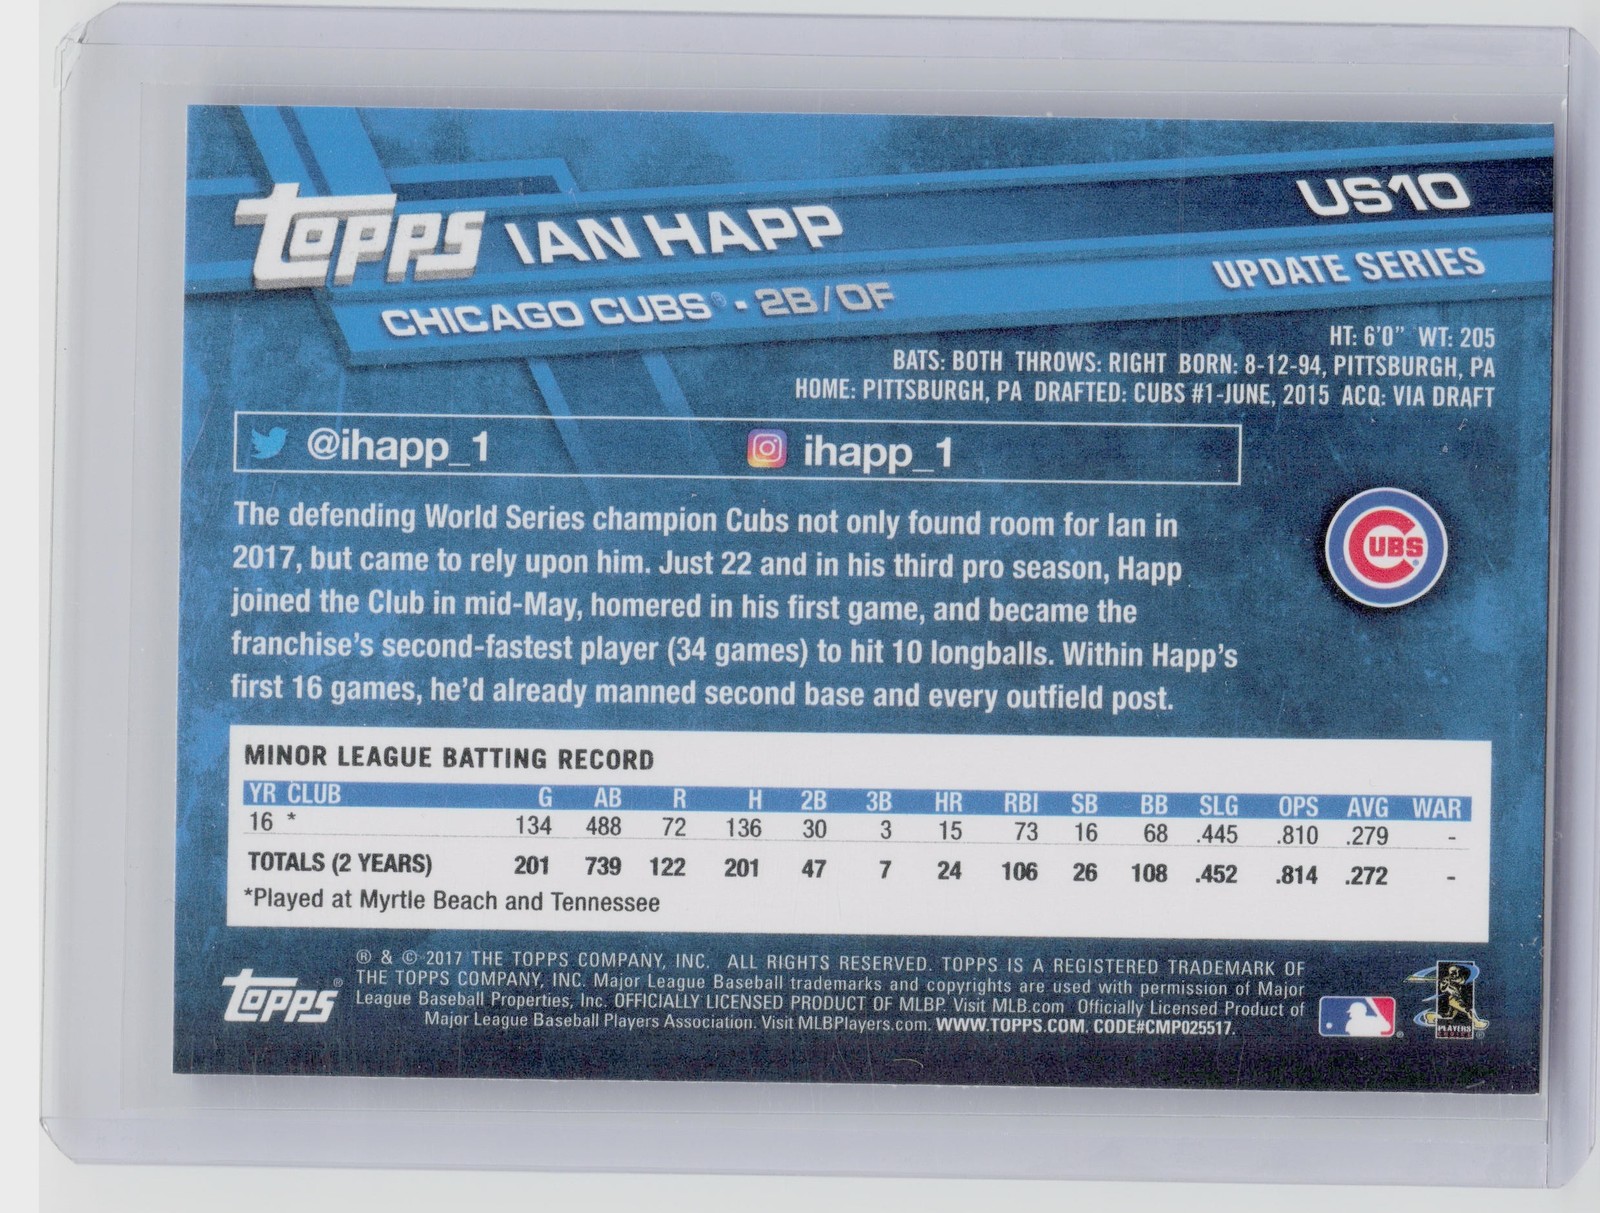 topps IAN HAPP US10
CHICAGO CUBS® - 2B/OF UPDATE SERIES
HT: 6'0" WT: 205
BATS: BOTH THROWS: RIGHT BORN: 8-12-94, PITTSBURGH, PA
HOME: PITTSBURGH, PA DRAFTED: CUBS #1-JUNE, 2015 ACQ: VIA DRAFT
@ihapp_1 ihapp_1
The defending World Series champion Cubs not only found room for Ian in
2017, but came to rely upon him. Just 22 and in his third pro season, Happ
joined the Club in mid-May, homered in his first game, and became the
franchise's second-fastest player (34 games) to hit 10 longballs. Within Happ's
first 16 games, he'd already manned second base and every outfield post.
CUBS®
MINOR LEAGUE BATTING RECORD
YR CLUB G AB R H 2B 3B HR RBI SB BB SLG OPS AVG WAR
16 * 134 488 72 136 30 3 15 73 16 68 .445 .810 .279 -
TOTALS (2 YEARS) 201 739 122 201 47 7 24 106 26 108 .452 .814 .272 -
*Played at Myrtle Beach and Tennessee
topps®
® & © 2017 THE TOPPS COMPANY, INC. ALL RIGHTS RESERVED. TOPPS IS A REGISTERED TRADEMARK OF
THE TOPPS COMPANY, INC. Major League Baseball trademarks and copyrights are used with permission of Major
League Baseball Properties, Inc. OFFICIALLY LICENSED PRODUCT OF MLBP. Visit MLB.com Officially Licensed Product of
Major League Baseball Players Association. Visit MLBPlayers.com. WWW.TOPPS.COM. CODE#CMP025517.
PLAYERS
CHOICE